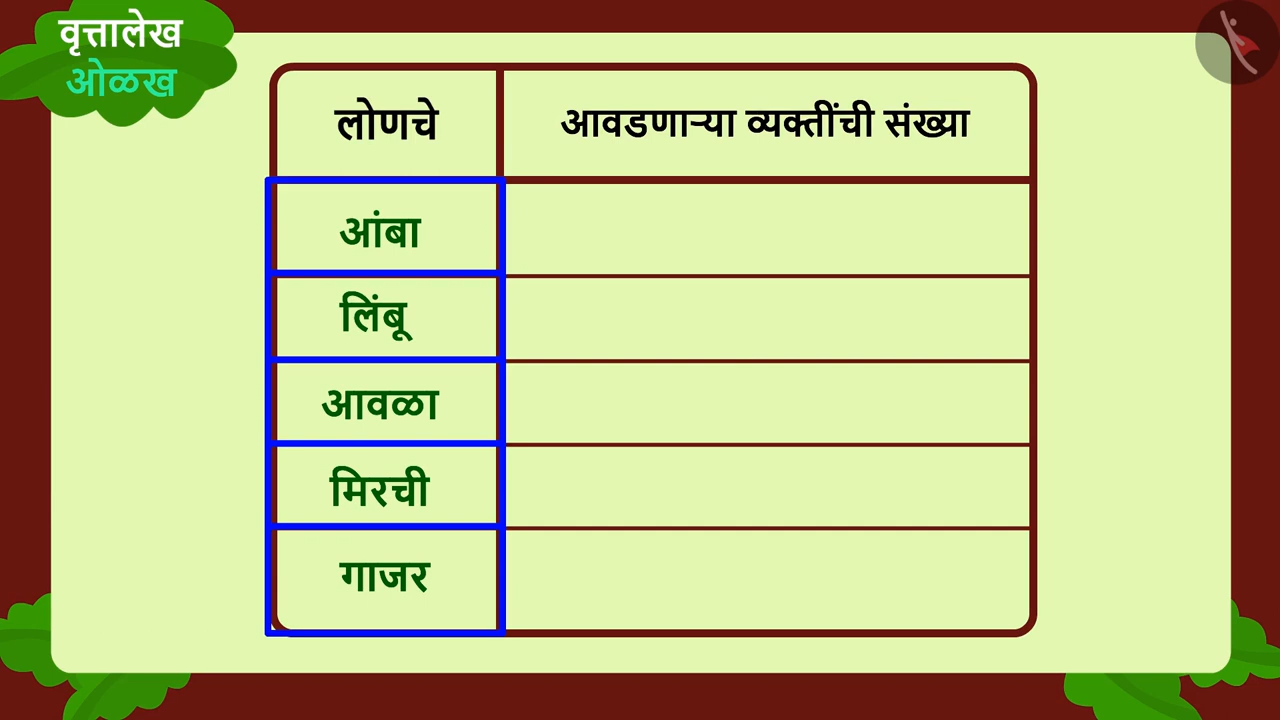 वृत्तालेख
ओळख
लोणचे
आवडणाऱ्या व्यक्तींची संख्या
आंबा
लिंबू
आवळा
मिरची
गाजर